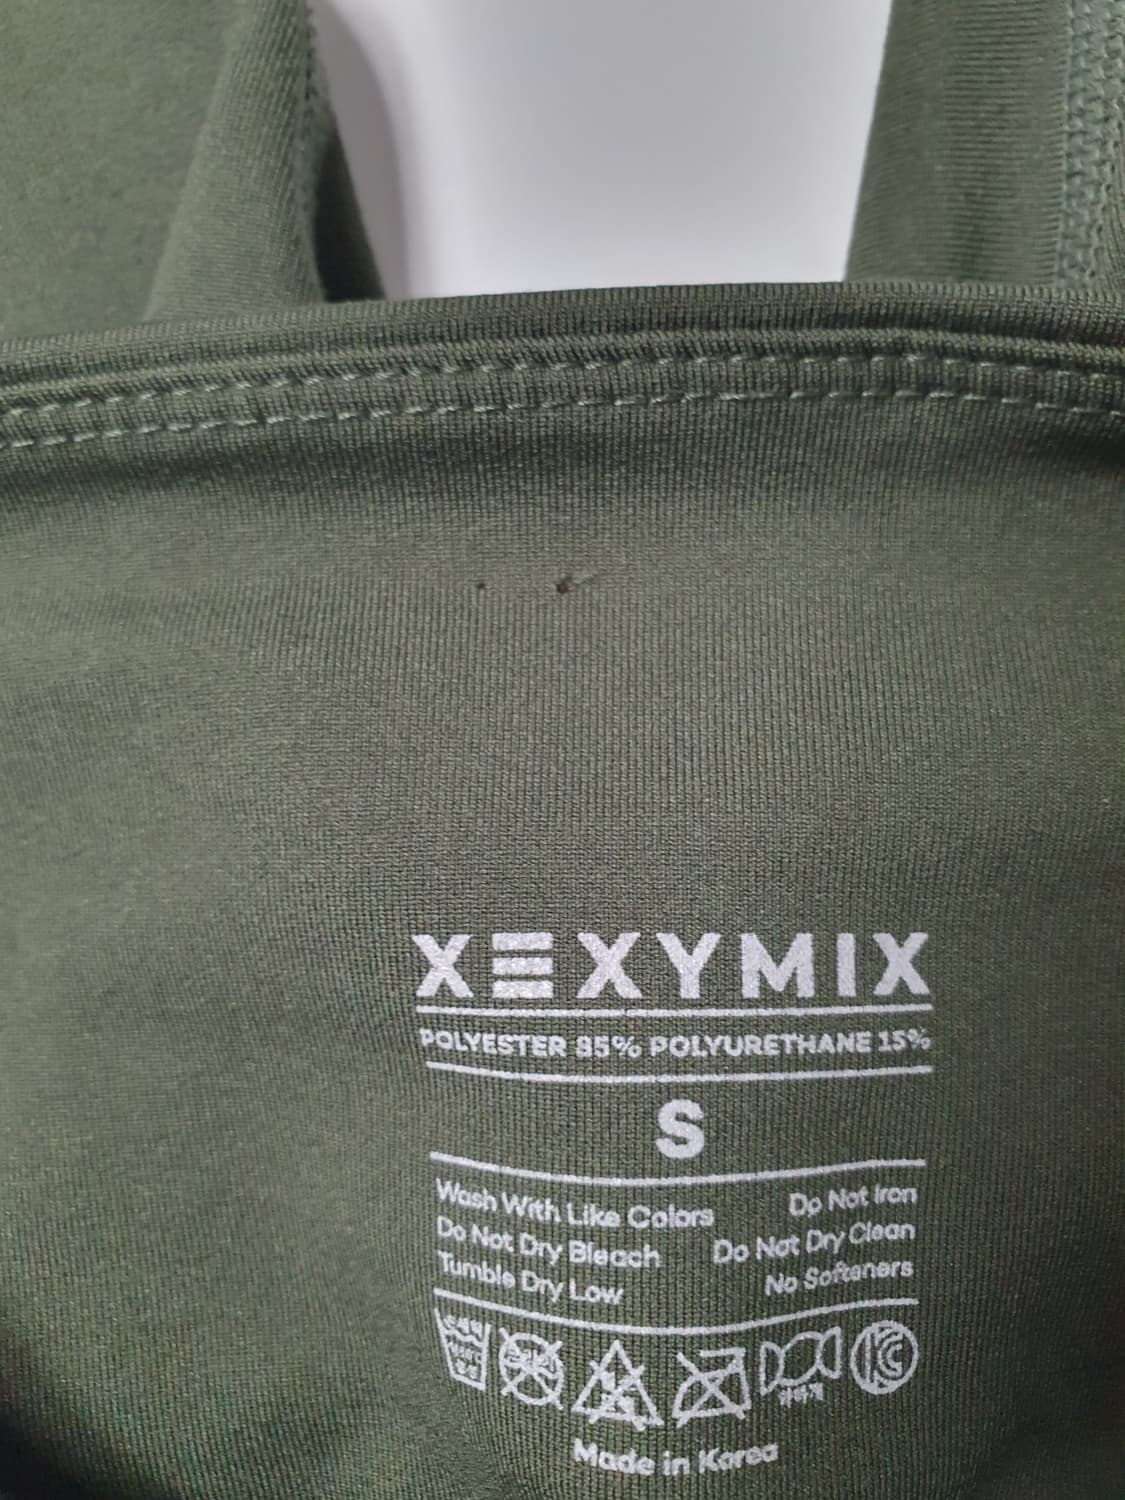 XEXYMIX
POLYESTER 85% POLYURETHANE 15%
S
Wash With Like Colors Do Not Iron
Do Not Dry Bleach Do Not Dry Clean
Tumble Dry Low No Softeners
Made in Korea